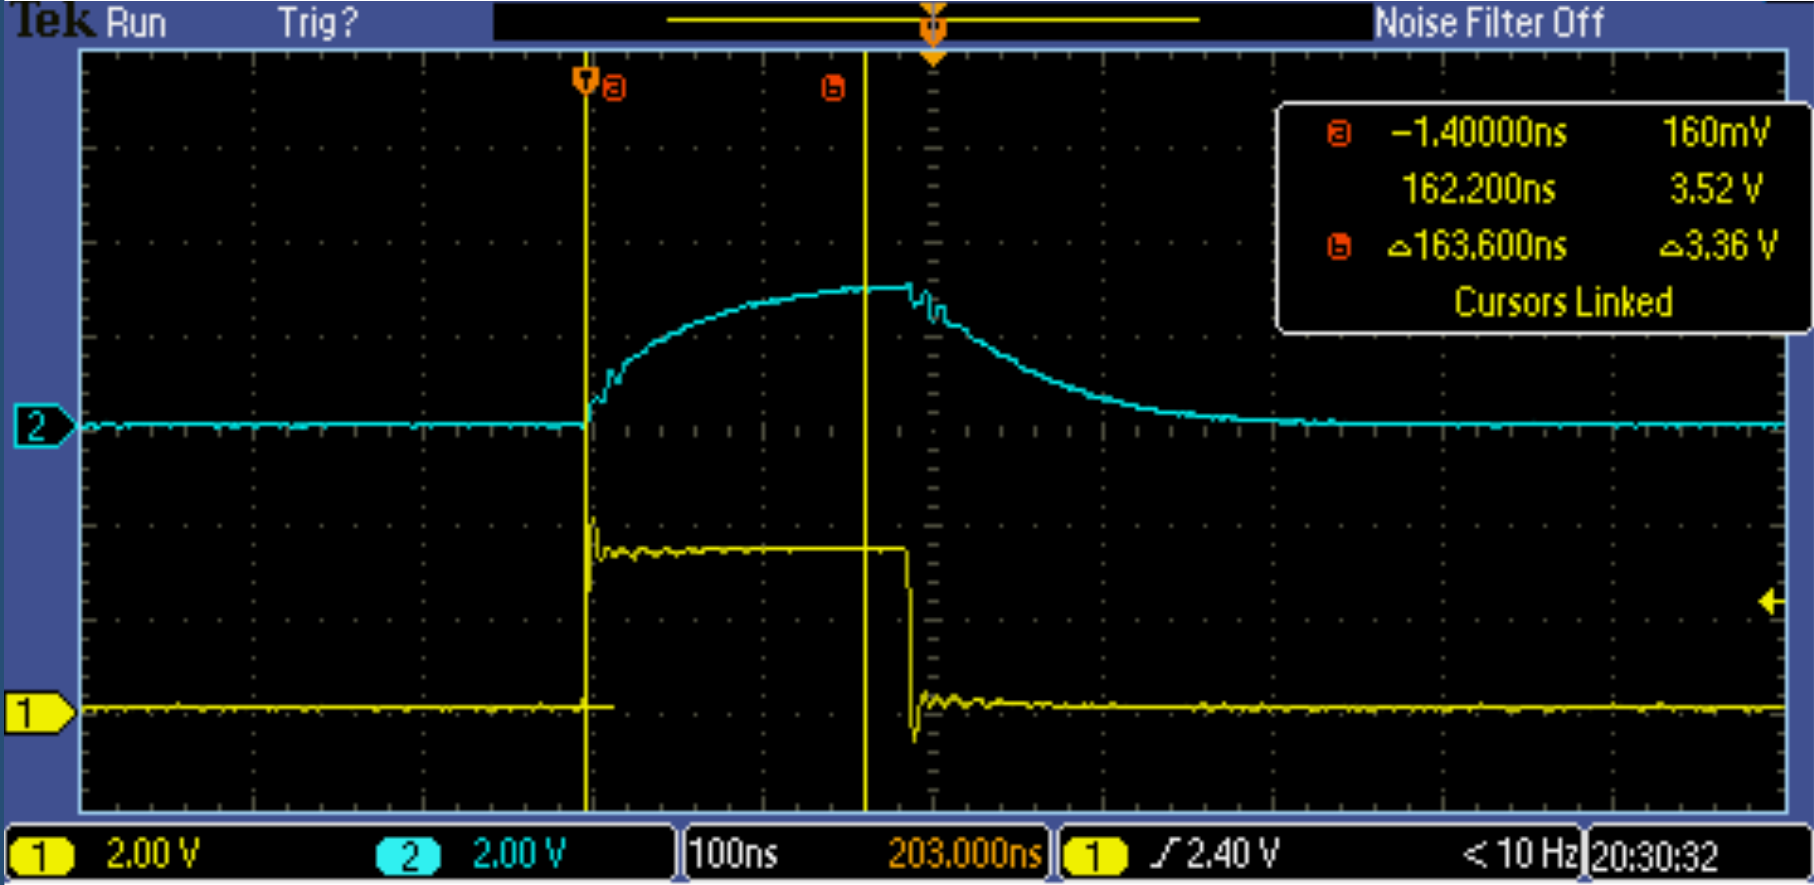 Tek Run Trig? Noise Filter Off
T a b
a −1.40000ns 160mV
162.200ns 3.52 V
b △163.600ns △3.36 V
Cursors Linked
2
1
1 2.00 V 2 2.00 V 100ns 203.000ns 1 2.40 V < 10 Hz 20:30:32